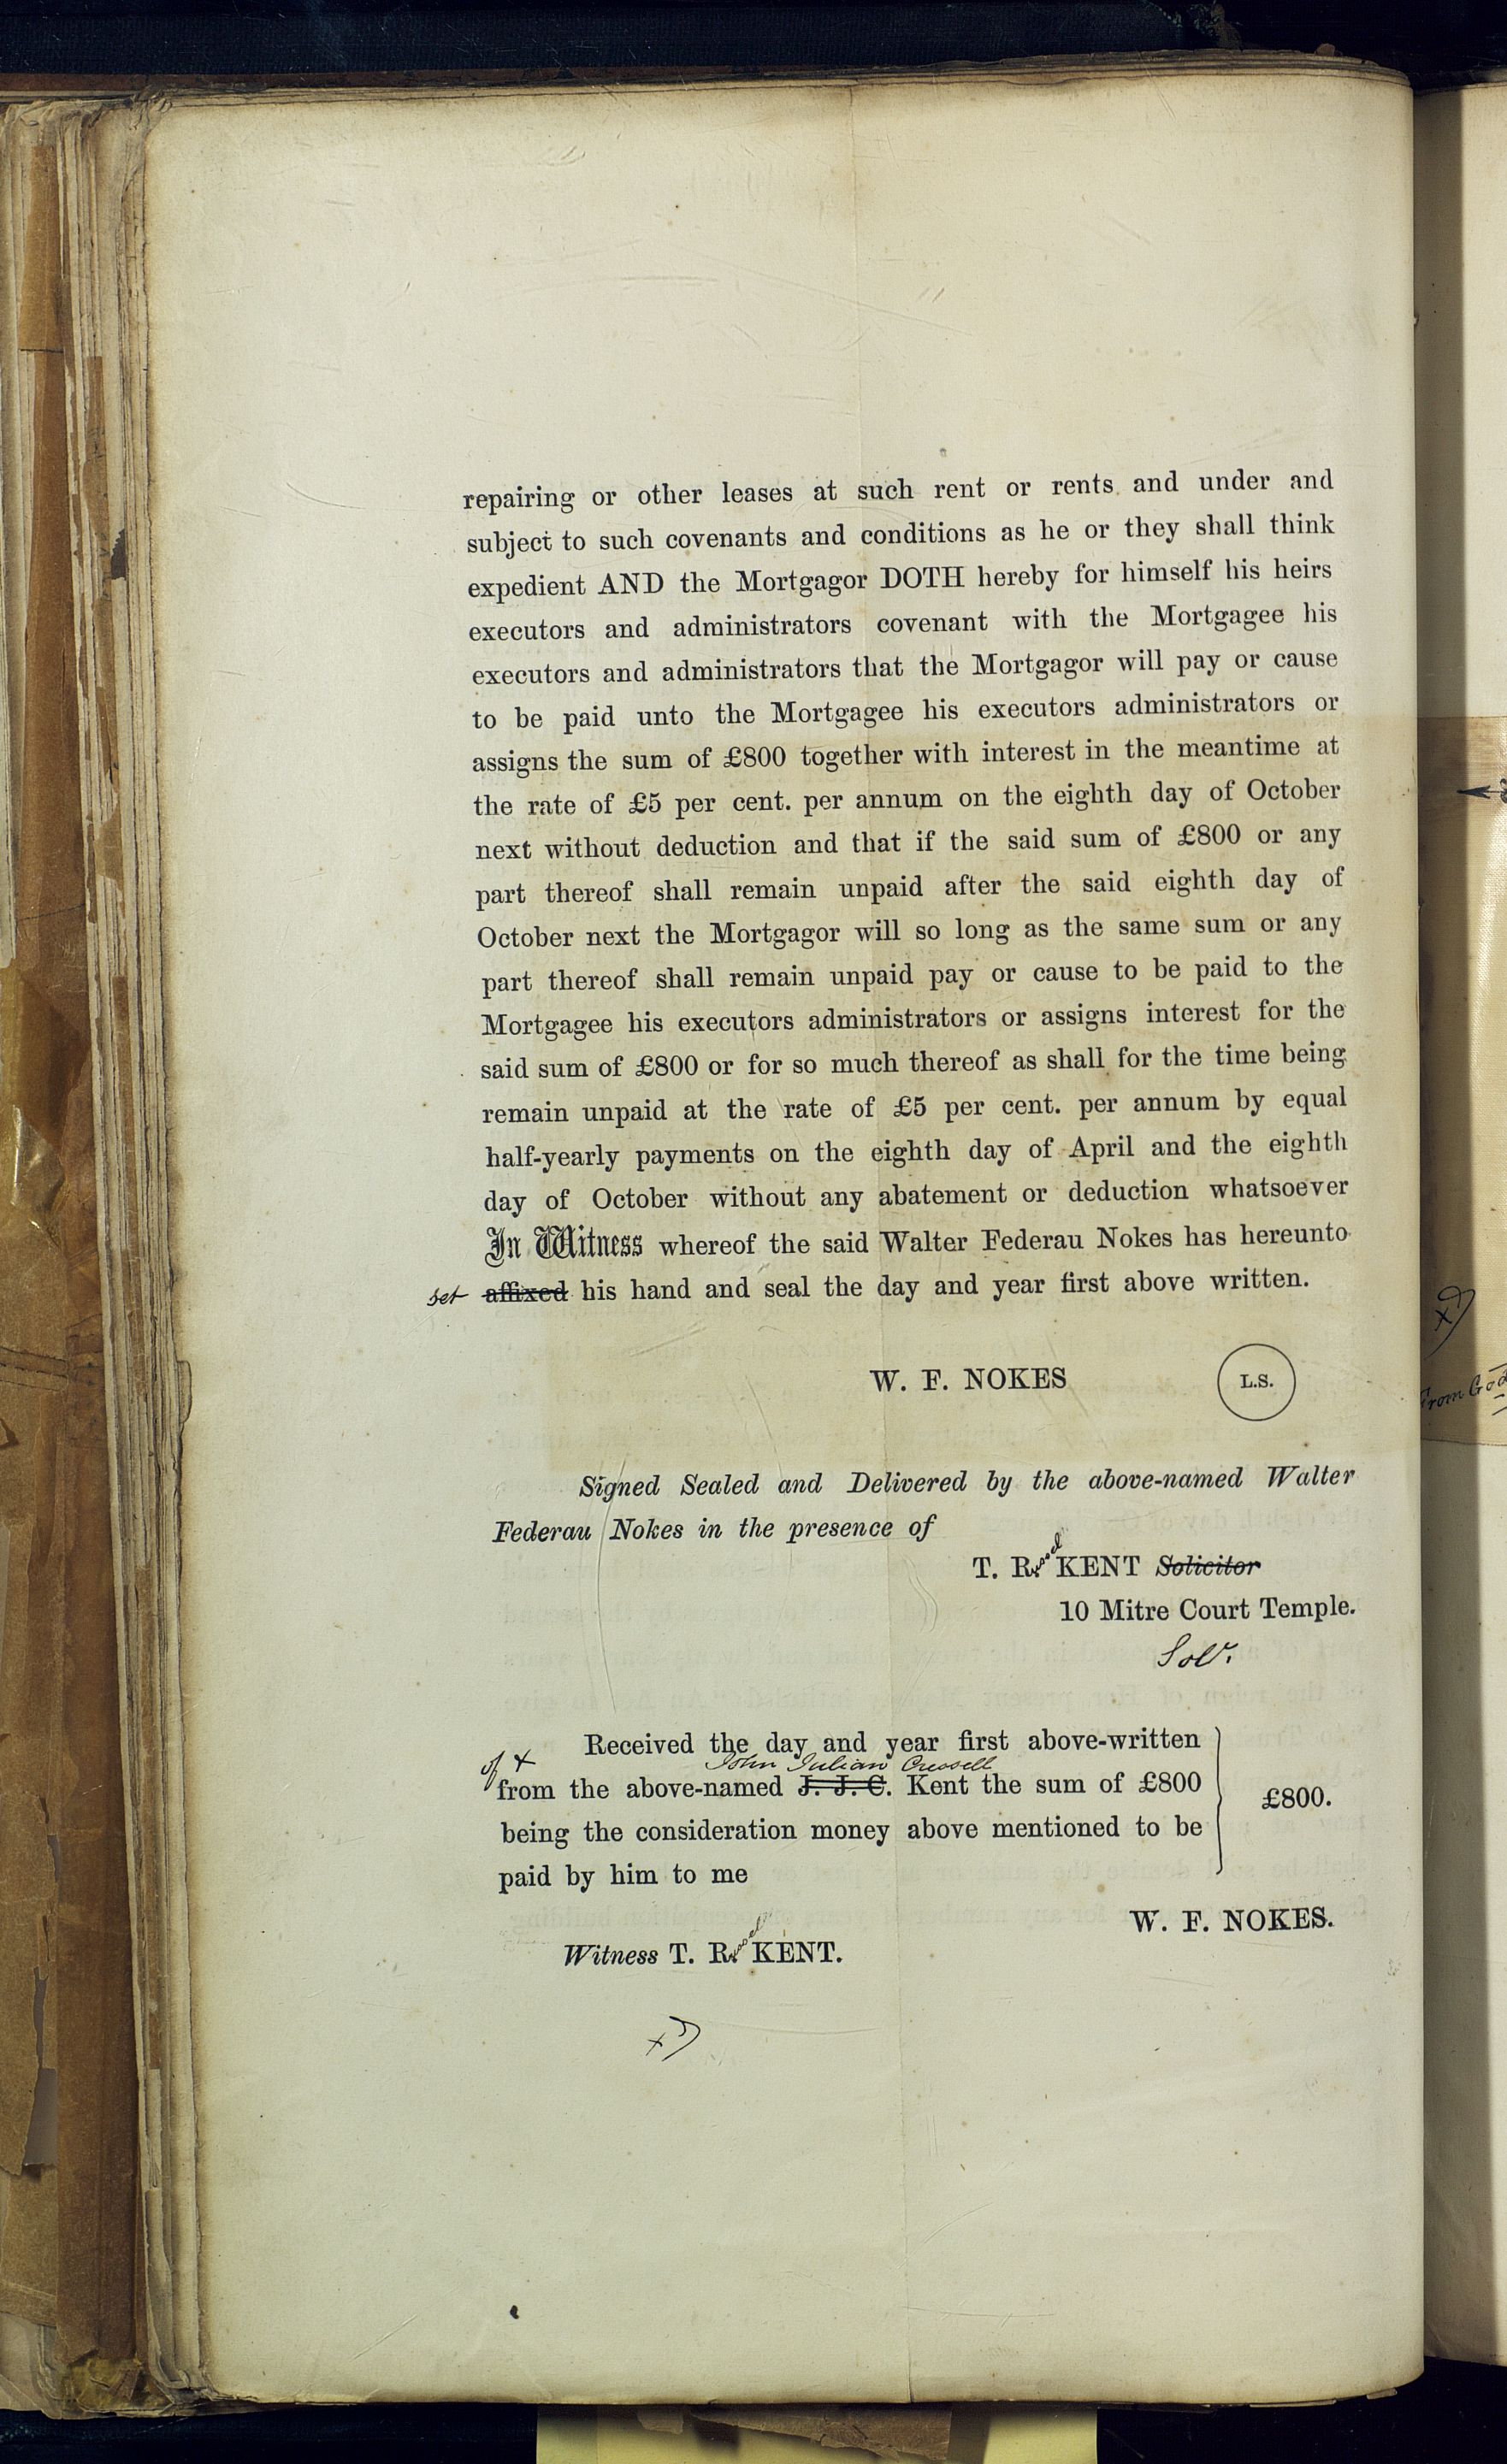 repairing or other leases at such rent or rents and under and
subject to such covenants and conditions as he or they shall think
expedient AND the Mortgagor DOTH hereby for himself his heirs
executors and administrators covenant with the Mortgagee his
executors and administrators that the Mortgagor will pay or cause
to be paid unto the Mortgagee his executors administrators or
assigns the sum of £800 together with interest in the meantime at
the rate of £5 per cent. per annum on the eighth day of October
next without deduction and that if the said sum of £800 or any
part thereof shall remain unpaid after the said eighth day of
October next the Mortgagor will so long as the same sum or any
part thereof shall remain unpaid pay or cause to be paid to the
Mortgagee his executors administrators or assigns interest for the
said sum of £800 or for so much thereof as shall for the time being
remain unpaid at the rate of £5 per cent. per annum by equal
half-yearly payments on the eighth day of April and the eighth
day of October without any abatement or deduction whatsoever
In Witness whereof the said Walter Federau Nokes has hereunto
set affixed his hand and seal the day and year first above written.
W. F. NOKES L.S.
Signed Sealed and Delivered by the above-named Walter
Federau Nokes in the presence of
T. R. KENT Solicitor
10 Mitre Court Temple.
Solr.
Received the day and year first above-written
of + John Julian
from the above-named J. J. C. Kent the sum of £800
£800.
being the consideration money above mentioned to be
paid by him to me
W. F. NOKES.
Witness T. R. KENT.
from